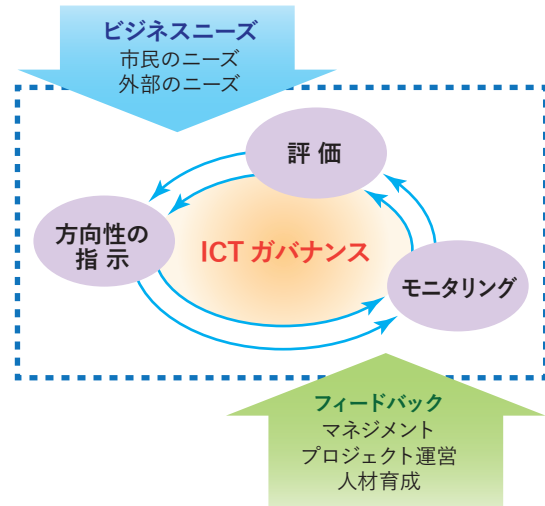 ビジネスニーズ
市民のニーズ
外部のニーズ
評 価
方向性の
指 示
ICT ガバナンス
モニタリング
フィードバック
マネジメント
プロジェクト運営
人材育成